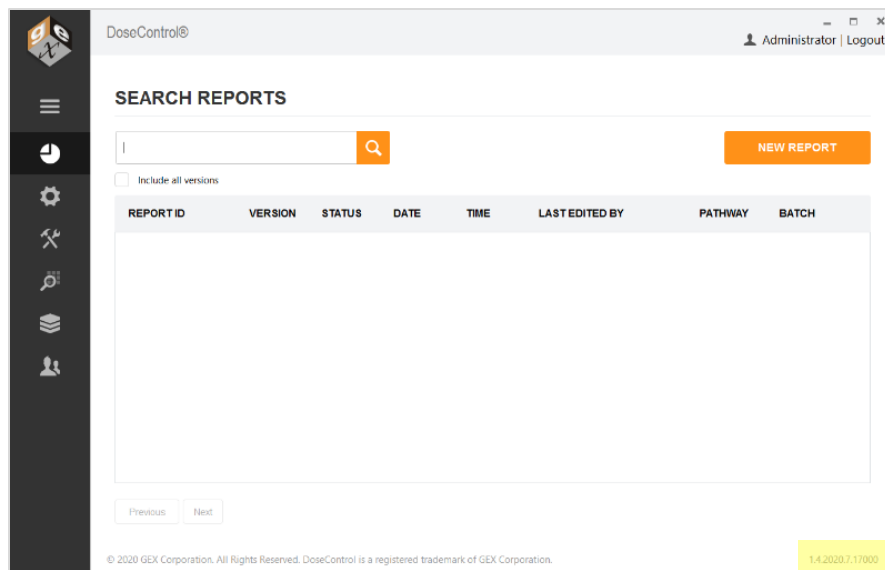 gex
DoseControl®
Administrator | Logout
SEARCH REPORTS
NEW REPORT
Include all versions
REPORT ID VERSION STATUS DATE TIME LAST EDITED BY PATHWAY BATCH
Previous Next
© 2020 GEX Corporation. All Rights Reserved. DoseControl is a registered trademark of GEX Corporation. 1.4.2020.7.17000